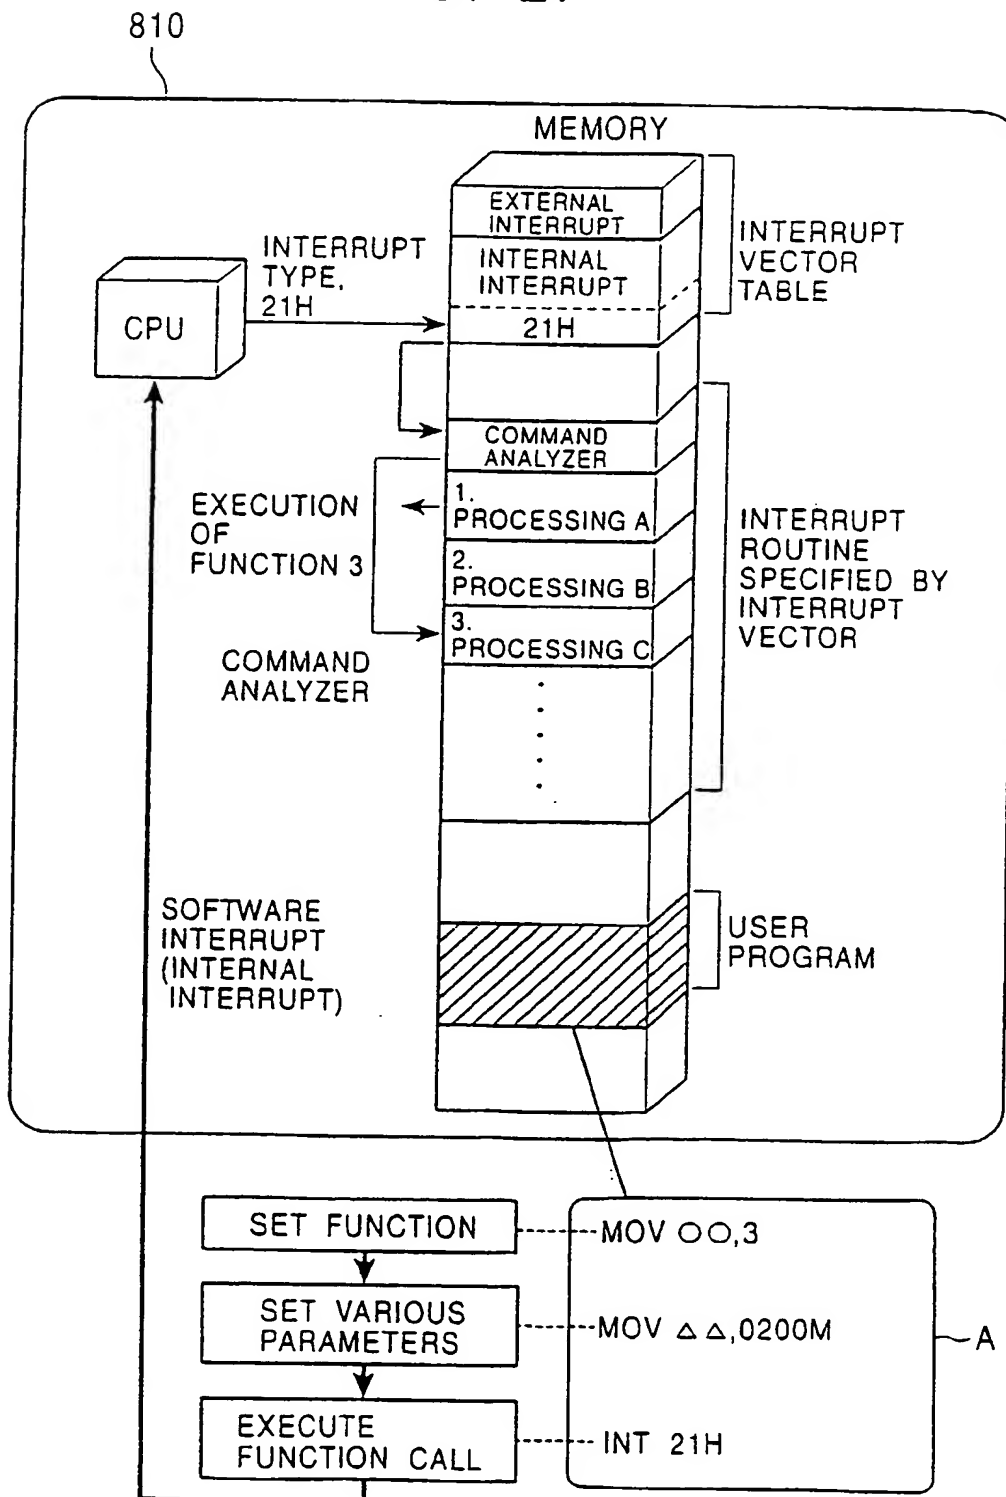 810
MEMORY
EXTERNAL
INTERRUPT
INTERNAL
INTERRUPT
21H
INTERRUPT
VECTOR
TABLE
INTERRUPT
TYPE,
21H
CPU
COMMAND
ANALYZER
1.
PROCESSING A
2.
PROCESSING B
3.
PROCESSING C
EXECUTION
OF
FUNCTION 3
COMMAND
ANALYZER
INTERRUPT
ROUTINE
SPECIFIED BY
INTERRUPT
VECTOR
SOFTWARE
INTERRUPT
(INTERNAL
INTERRUPT)
USER
PROGRAM
SET FUNCTION
MOV ○○,3
SET VARIOUS
PARAMETERS
MOV △△,0200M
A
EXECUTE
FUNCTION CALL
INT 21H